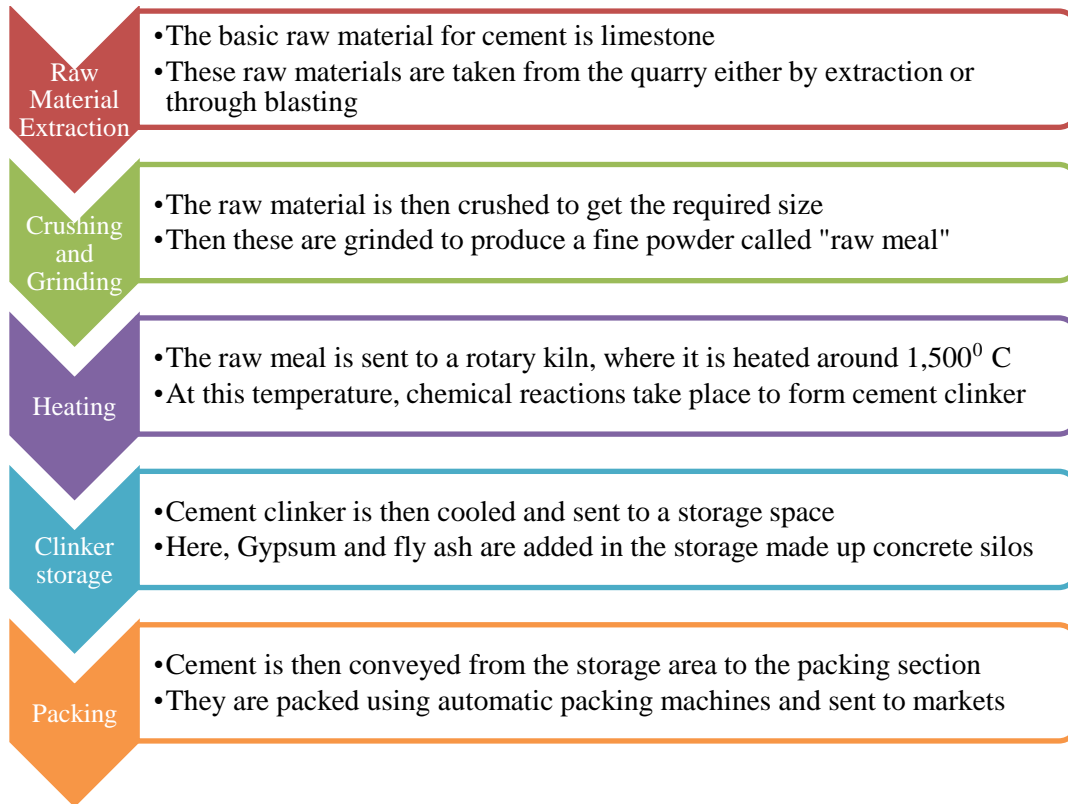 Raw
Material
Extraction
•The basic raw material for cement is limestone
•These raw materials are taken from the quarry either by extraction or
through blasting
Crushing
and
Grinding
•The raw material is then crushed to get the required size
•Then these are grinded to produce a fine powder called "raw meal"
Heating
•The raw meal is sent to a rotary kiln, where it is heated around 1,500⁰ C
•At this temperature, chemical reactions take place to form cement clinker
Clinker
storage
•Cement clinker is then cooled and sent to a storage space
•Here, Gypsum and fly ash are added in the storage made up concrete silos
Packing
•Cement is then conveyed from the storage area to the packing section
•They are packed using automatic packing machines and sent to markets